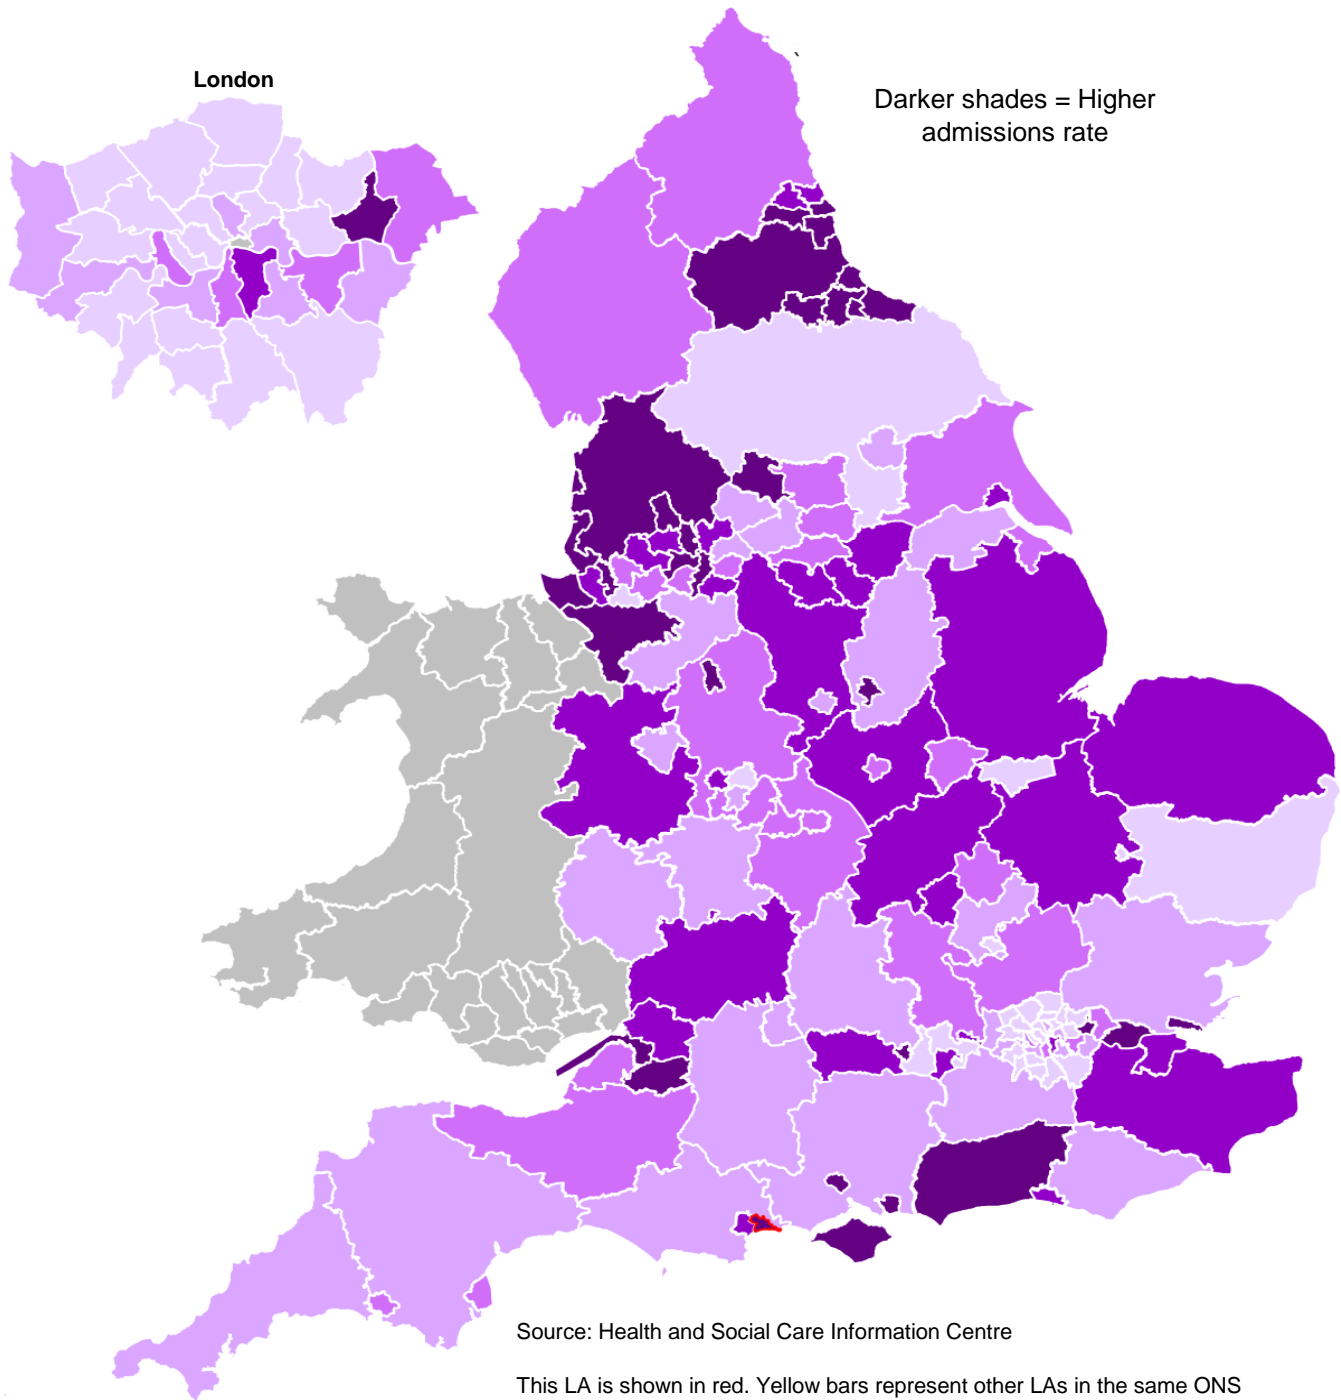 London
Darker shades = Higher
admissions rate
Source: Health and Social Care Information Centre
This LA is shown in red. Yellow bars represent other LAs in the same ONS